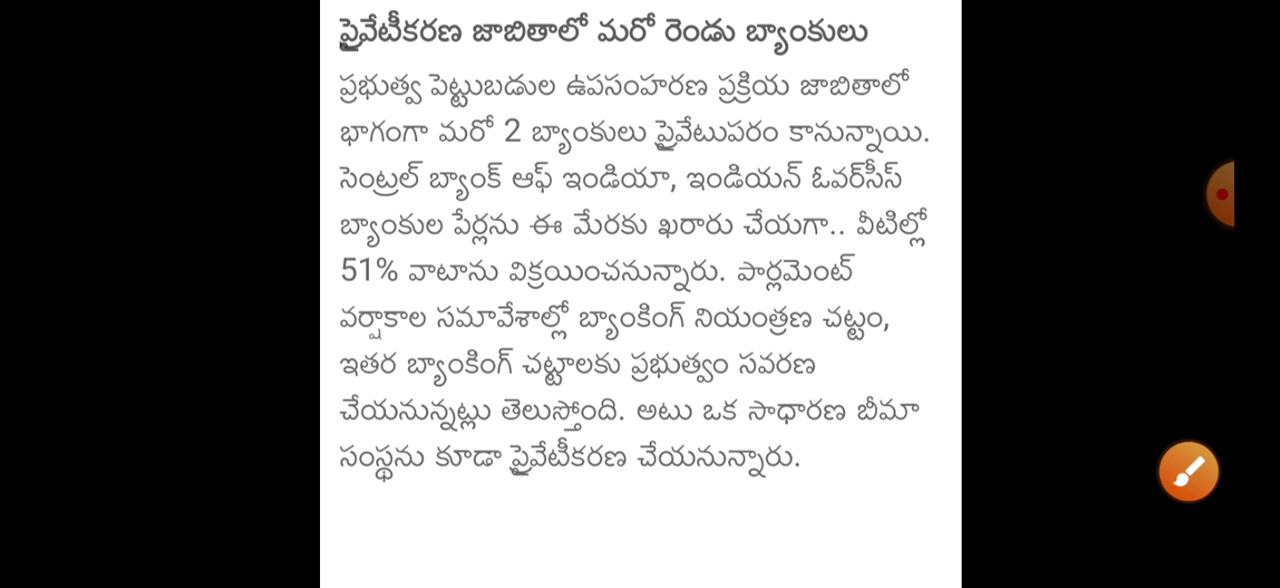 ప్రైవేటీకరణ జాబితాలో మరో రెండు బ్యాంకులు
ప్రభుత్వ పెట్టుబడుల ఉపసంహరణ ప్రక్రియ జాబితాలో
భాగంగా మరో 2 బ్యాంకులు ప్రైవేటుపరం కానున్నాయి.
సెంట్రల్ బ్యాంక్ ఆఫ్ ఇండియా, ఇండియన్ ఓవర్‌సీస్
బ్యాంకుల పేర్లను ఈ మేరకు ఖరారు చేయగా.. వీటిల్లో
51% వాటాను విక్రయించనున్నారు. పార్లమెంట్
వర్షాకాల సమావేశాల్లో బ్యాంకింగ్ నియంత్రణ చట్టం,
ఇతర బ్యాంకింగ్ చట్టాలకు ప్రభుత్వం సవరణ
చేయనున్నట్లు తెలుస్తోంది. అటు ఒక సాధారణ బీమా
సంస్థను కూడా ప్రైవేటీకరణ చేయనున్నారు.